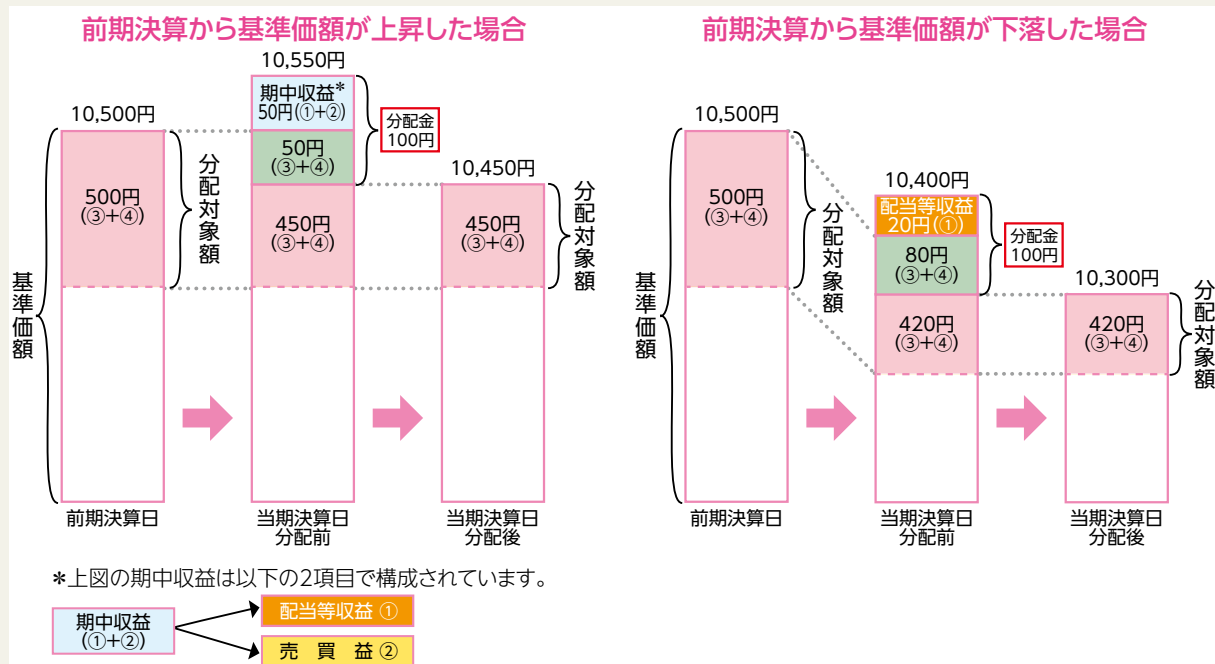 前期決算から基準価額が上昇した場合
10,500円
500円
(③+④)
分配対象額
基準価額
前期決算日
10,550円
期中収益*
50円(①+②)
50円
(③+④)
450円
(③+④)
分配金
100円
当期決算日
分配前
10,450円
450円
(③+④)
分配対象額
当期決算日
分配後
*上図の期中収益は以下の2項目で構成されています。
期中収益
(①+②)
配当等収益 ①
売 買 益 ②
前期決算から基準価額が下落した場合
10,500円
500円
(③+④)
分配対象額
基準価額
前期決算日
10,400円
配当等収益
20円(①)
80円
(③+④)
420円
(③+④)
分配金
100円
当期決算日
分配前
10,300円
420円
(③+④)
分配対象額
当期決算日
分配後